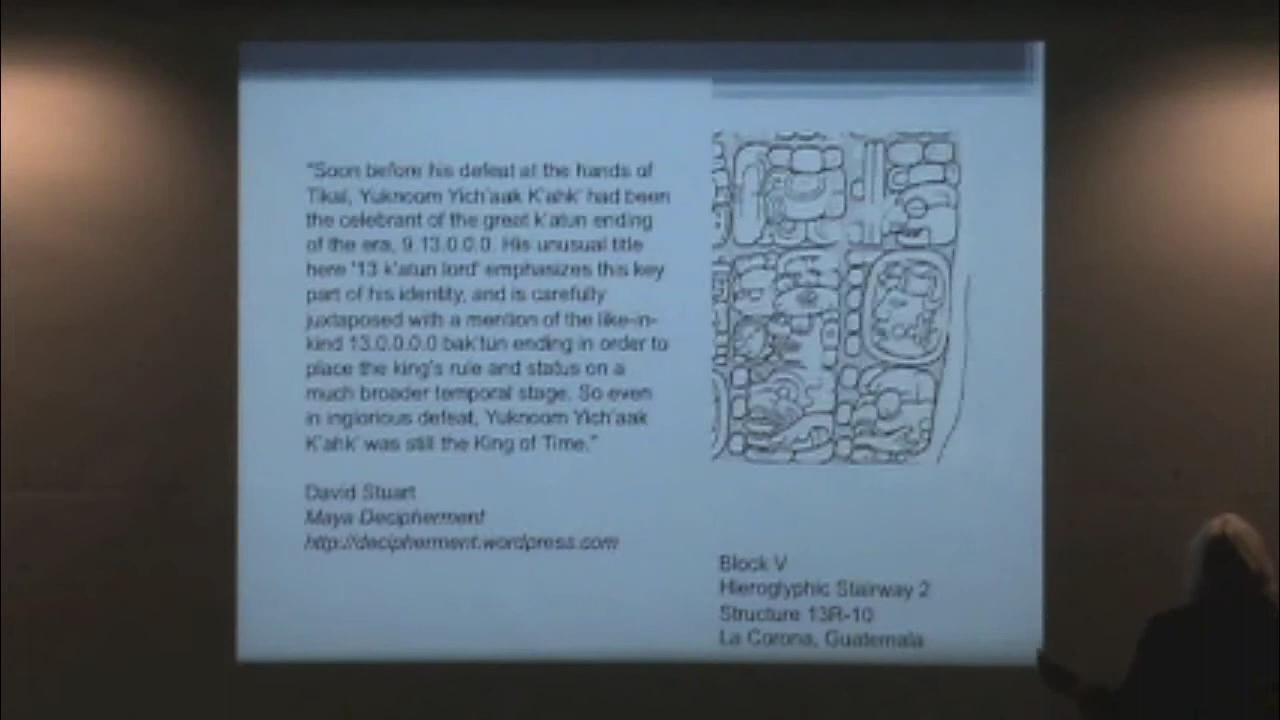 "Soon before his defeat at the hands of
Tikal, Yuknoom Yich'aak K'ahk' had been
the celebrant of the great k'atun ending
of the era, 9.13.0.0.0. His unusual title
here '13 k'atun lord' emphasizes this key
part of his identity, and is carefully
juxtaposed with a mention of the like-in-
kind 13.0.0.0.0 bak'tun ending in order to
place the king's rule and status on a
much broader temporal stage. So even
in inglorious defeat, Yuknoom Yich'aak
K'ahk' was still the King of Time."
David Stuart
Maya Decipherment
http://decipherment.wordpress.com
Block V
Hieroglyphic Stairway 2
Structure 13R-10
La Corona, Guatemala